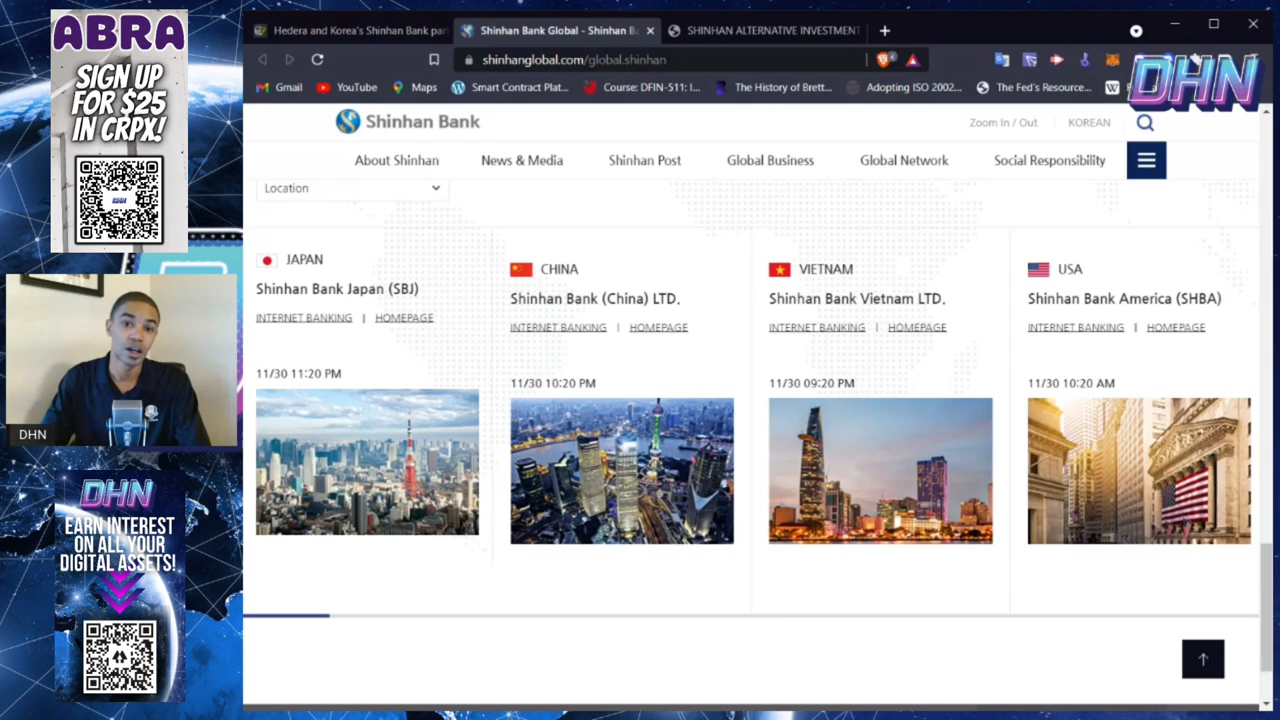 ABRA
SIGN UP
FOR $25
IN CRPX!
DHN
DHN
EARN INTEREST
ON ALL YOUR
DIGITAL ASSETS!
Hedera and Korea's Shinhan Bank par
Shinhan Bank Global - Shinhan B
SHINHAN ALTERNATIVE INVESTMENT
shinhanglobal.com/global.shinhan
Gmail
YouTube
Maps
Smart Contract Plat...
Course: DFIN-511: I...
The History of Brett...
Adopting ISO 2002...
The Fed's Resource...
DHN
Shinhan Bank
Zoom In / Out
KOREAN
About Shinhan
News & Media
Shinhan Post
Global Business
Global Network
Social Responsibility
Location
JAPAN
Shinhan Bank Japan (SBJ)
INTERNET BANKING | HOMEPAGE
11/30 11:20 PM
CHINA
Shinhan Bank (China) LTD.
INTERNET BANKING | HOMEPAGE
11/30 10:20 PM
VIETNAM
Shinhan Bank Vietnam LTD.
INTERNET BANKING | HOMEPAGE
11/30 09:20 PM
USA
Shinhan Bank America (SHBA)
INTERNET BANKING | HOMEPAGE
11/30 10:20 AM